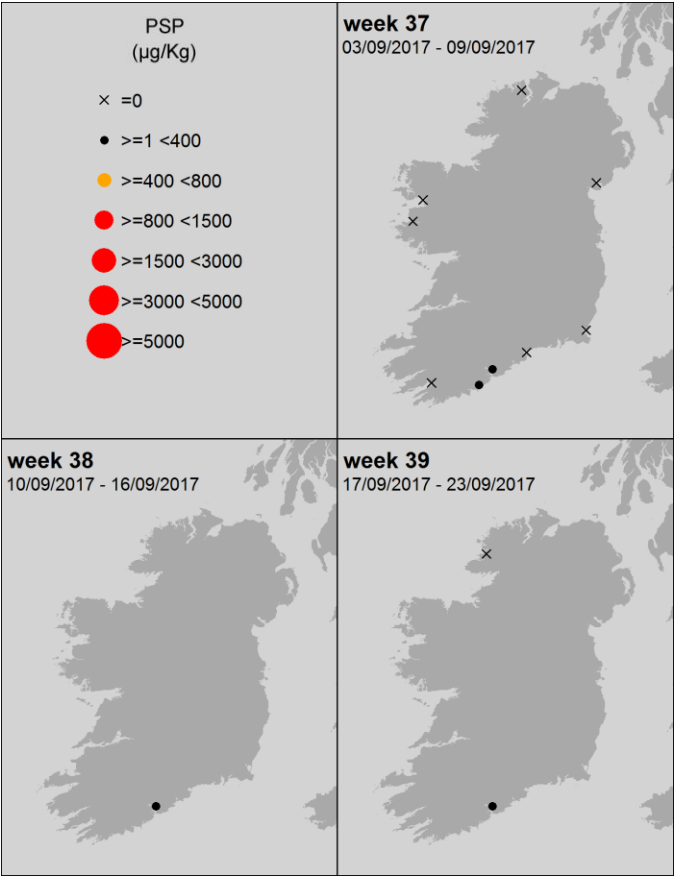 PSP
(µg/Kg)
=0
>=1 <400
>=400 <800
>=800 <1500
>=1500 <3000
>=3000 <5000
>=5000
week 37
03/09/2017 - 09/09/2017
week 38
10/09/2017 - 16/09/2017
week 39
17/09/2017 - 23/09/2017